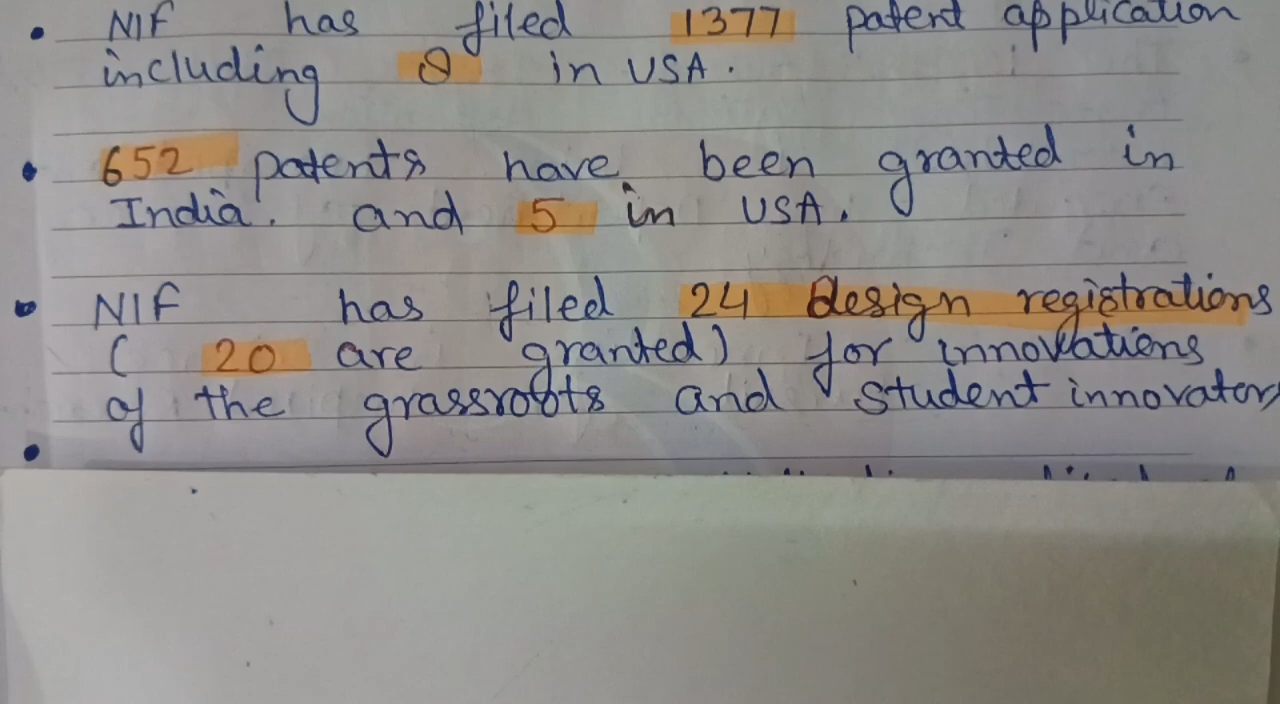 • NIF has filed 1377 patent application
including 8 in USA.
• 652 patents have been granted in
India. and 5 in USA.
• NIF has filed 24 design registrations
( 20 are granted) for innovations
of the grassroots and student innovators
•